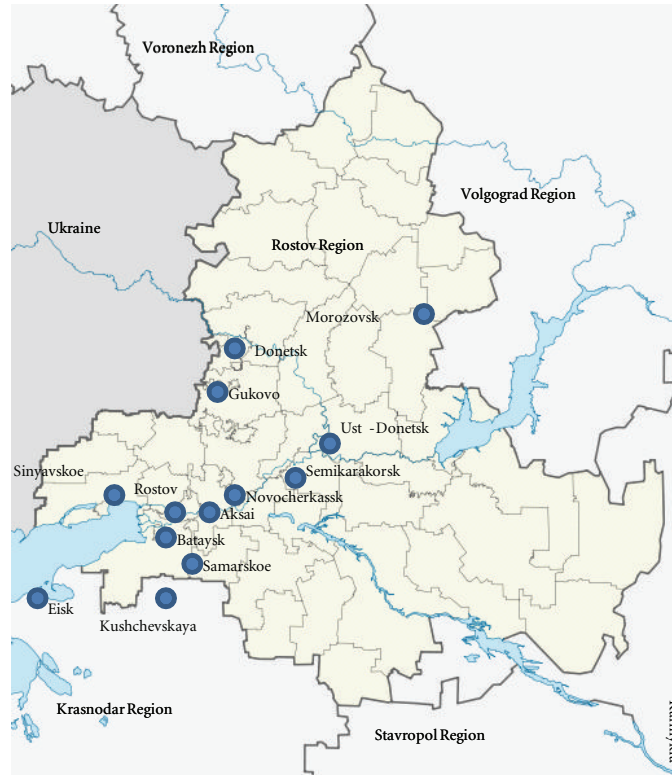 Voronezh Region
Volgograd Region
Ukraine
Rostov Region
Morozovsk
Donetsk
Gukovo
Ust -Donetsk
Sinyavskoe
Semikarakorsk
Rostov
Novocherkassk
Aksai
Bataysk
Samarskoe
Eisk
Kushchevskaya
Krasnodar Region
Stavropol Region